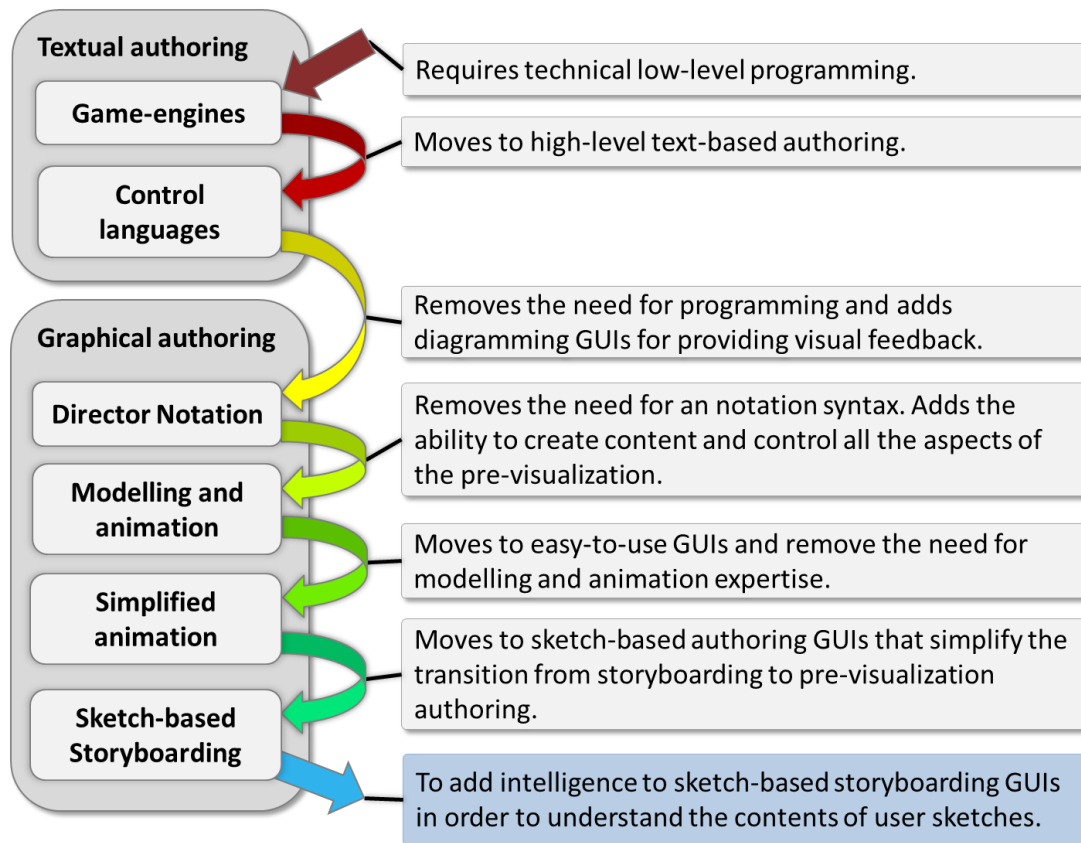 Textual authoring
Requires technical low-level programming.
Game-engines
Moves to high-level text-based authoring.
Control
languages
Removes the need for programming and adds
diagramming GUIs for providing visual feedback.
Graphical authoring
Director Notation
Removes the need for an notation syntax. Adds the
ability to create content and control all the aspects of
the pre-visualization.
Modelling and
animation
Moves to easy-to-use GUIs and remove the need for
modelling and animation expertise.
Simplified
animation
Moves to sketch-based authoring GUIs that simplify the
transition from storyboarding to pre-visualization
authoring.
Sketch-based
Storyboarding
To add intelligence to sketch-based storyboarding GUIs
in order to understand the contents of user sketches.